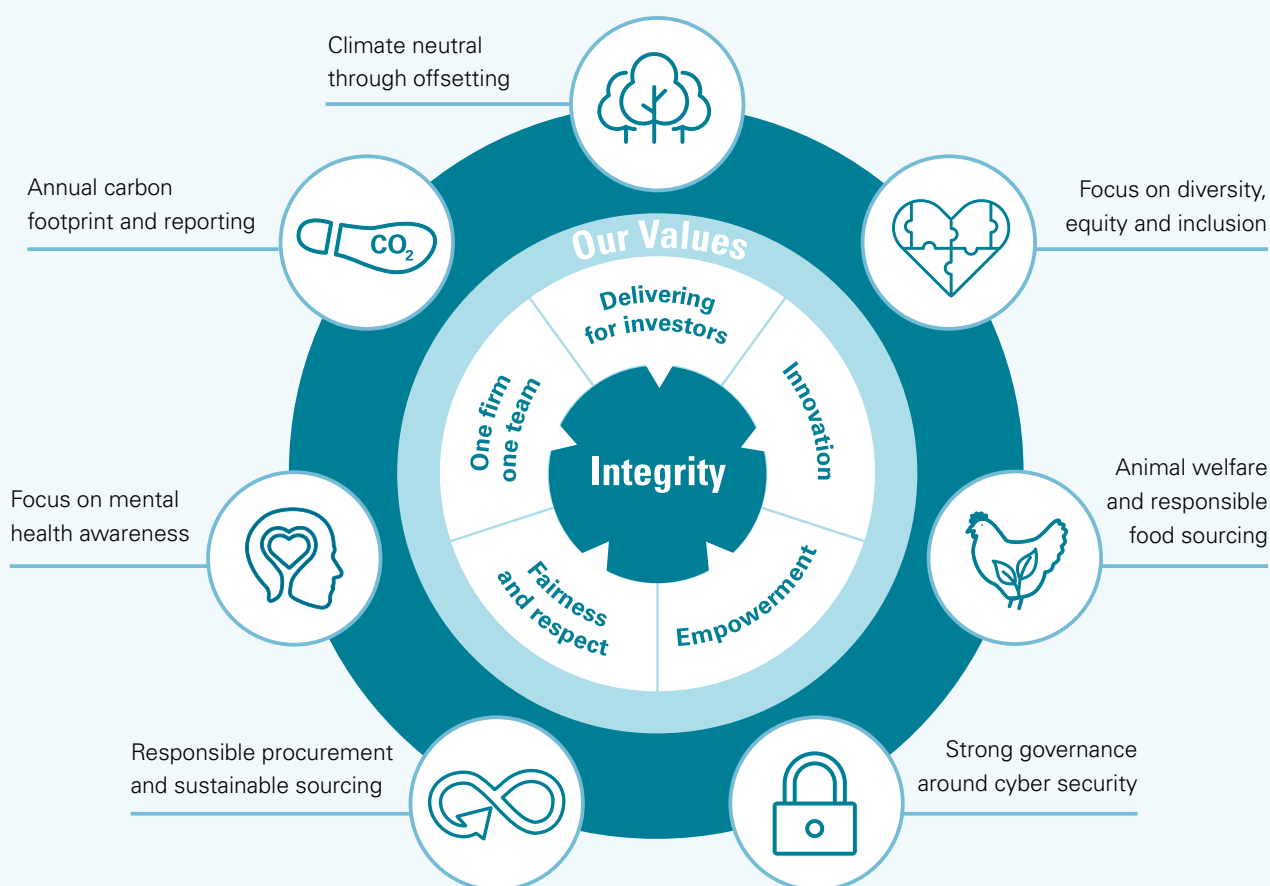 Climate neutral
through offsetting
Annual carbon
footprint and reporting
CO₂
Focus on diversity,
equity and inclusion
Our Values
Delivering
for investors
One firm
one team
Innovation
Integrity
Focus on mental
health awareness
Animal welfare
and responsible
food sourcing
Fairness
and respect
Empowerment
Responsible procurement
and sustainable sourcing
Strong governance
around cyber security